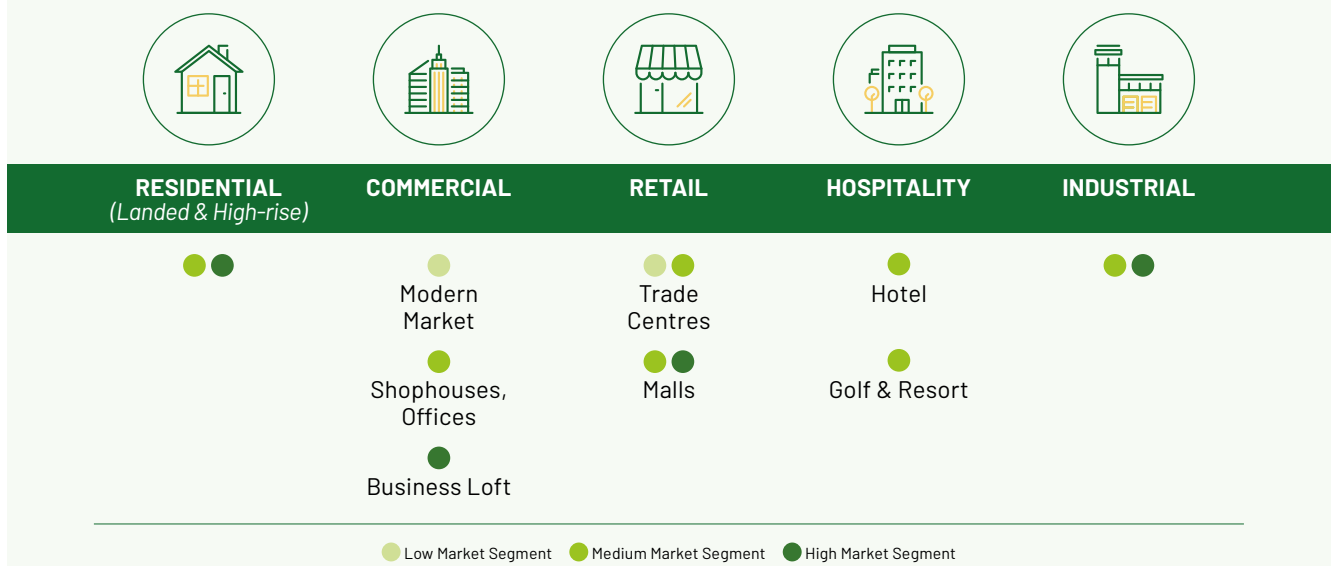 RESIDENTIAL
(Landed & High-rise)
COMMERCIAL
RETAIL
HOSPITALITY
INDUSTRIAL
Modern
Market
Shophouses,
Offices
Business Loft
Trade
Centres
Malls
Hotel
Golf & Resort
Low Market Segment
Medium Market Segment
High Market Segment